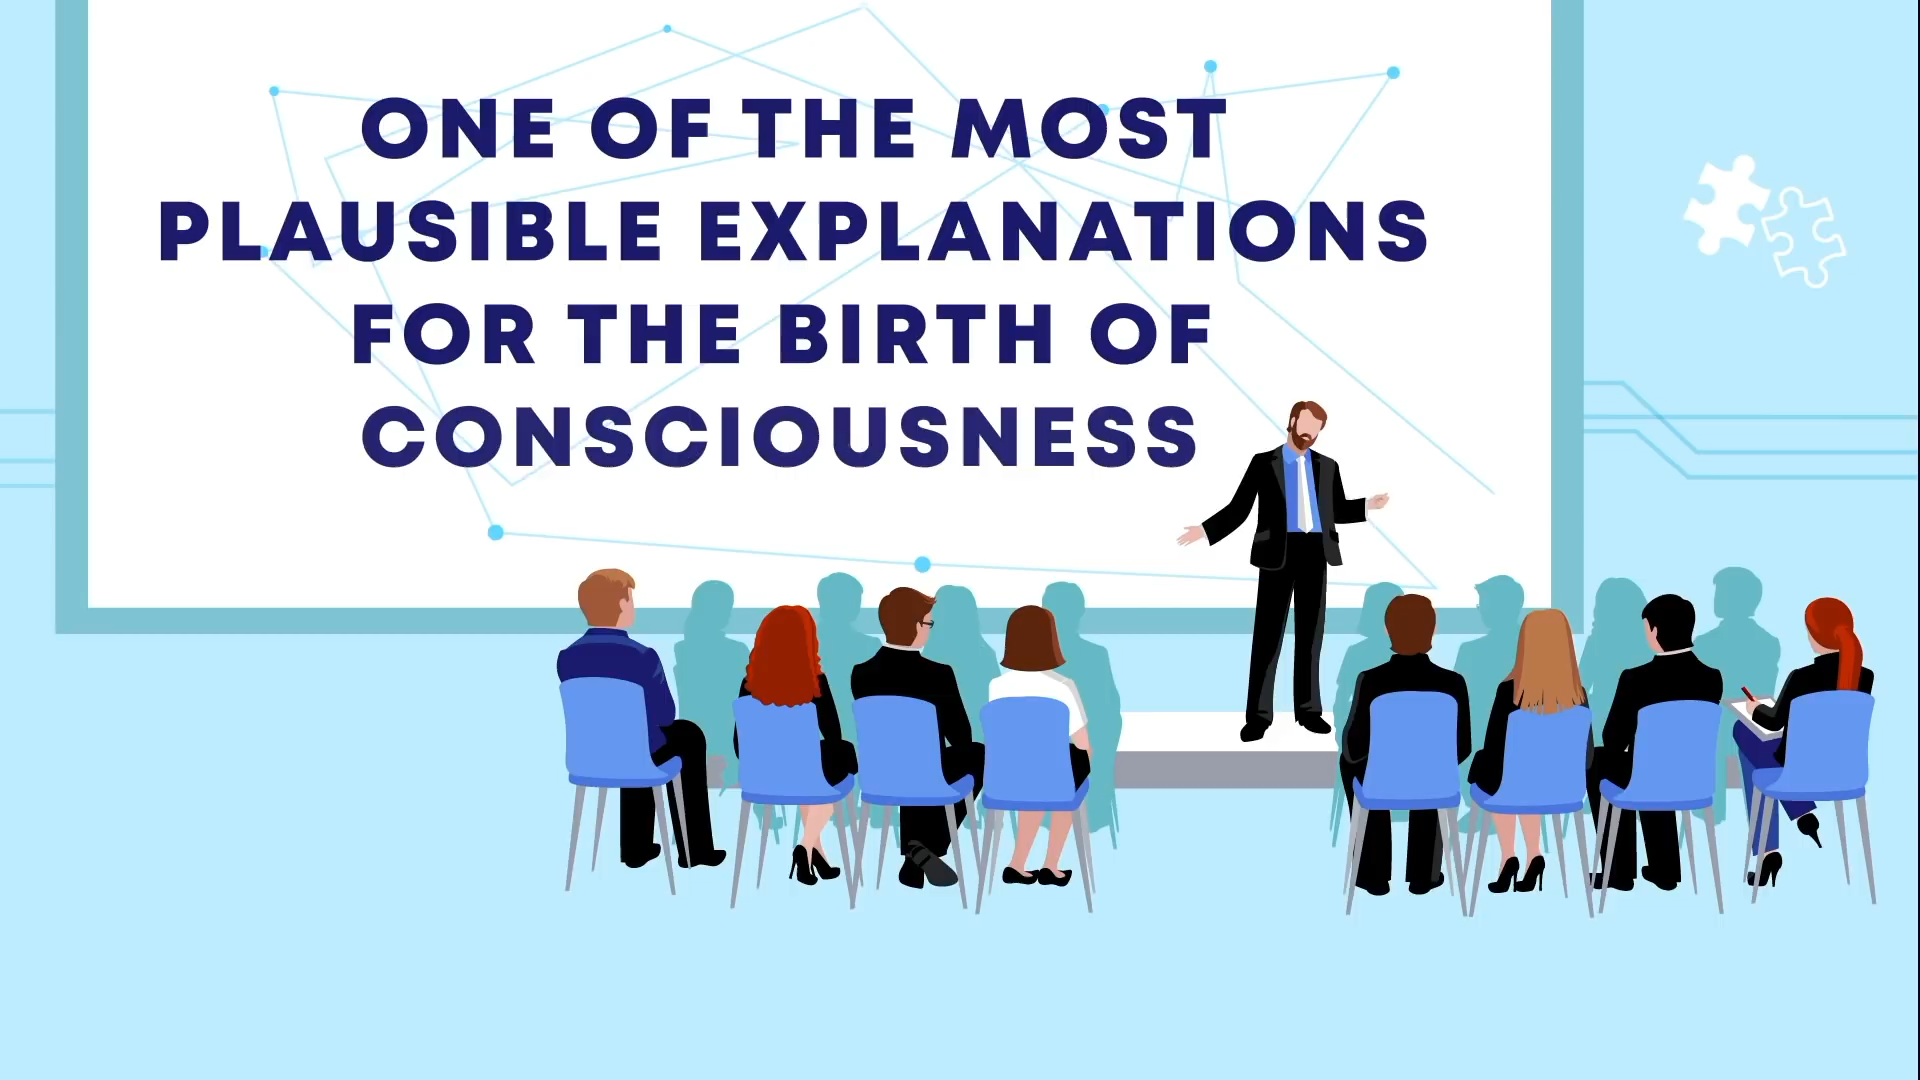 ONE OF THE MOST
PLAUSIBLE EXPLANATIONS
FOR THE BIRTH OF
CONSCIOUSNESS